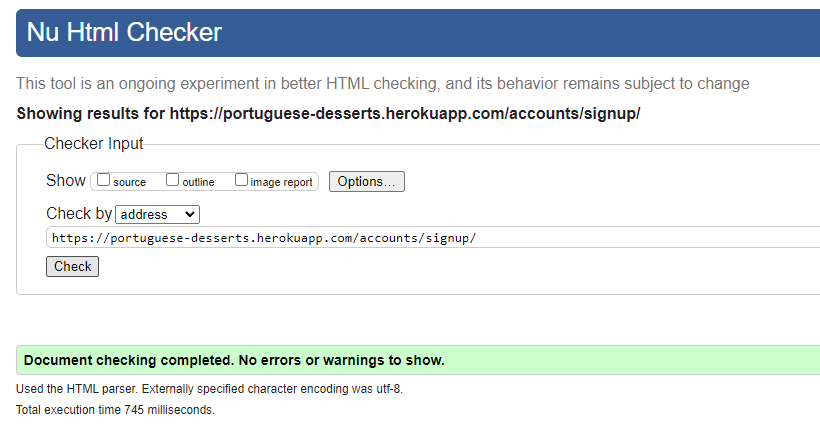 Nu Html Checker
This tool is an ongoing experiment in better HTML checking, and its behavior remains subject to change
Showing results for https://portuguese-desserts.herokuapp.com/accounts/signup/
Checker Input
Show source outline image report Options...
Check by address
https://portuguese-desserts.herokuapp.com/accounts/signup/
Check
Document checking completed. No errors or warnings to show.
Used the HTML parser. Externally specified character encoding was utf-8.
Total execution time 745 milliseconds.